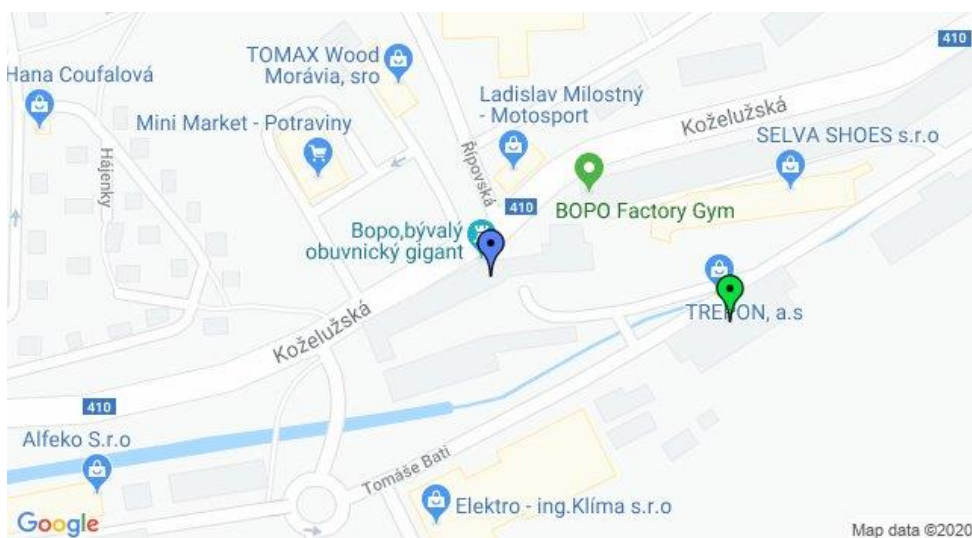 410
TOMAX Wood
Morávia, sro
Hana Coufalová
Ladislav Milostný
- Motosport
Koželužská
Mini Market - Potraviny
SELVA SHOES s.r.o
Řípovská
Hájenky
410
BOPO Factory Gym
Bopo,bývalý
obuvnický gigant
TREPON, a.s
Koželužská
410
Alfeko S.r.o
Tomáše Bati
Elektro - ing.Klíma s.r.o
Google
Map data ©2020